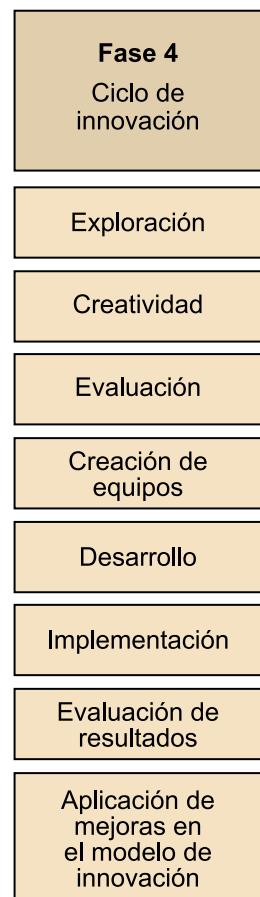 Fase 4
Ciclo de
innovación
Exploración
Creatividad
Evaluación
Creación de
equipos
Desarrollo
Implementación
Evaluación de
resultados
Aplicación de
mejoras en
el modelo de
innovación